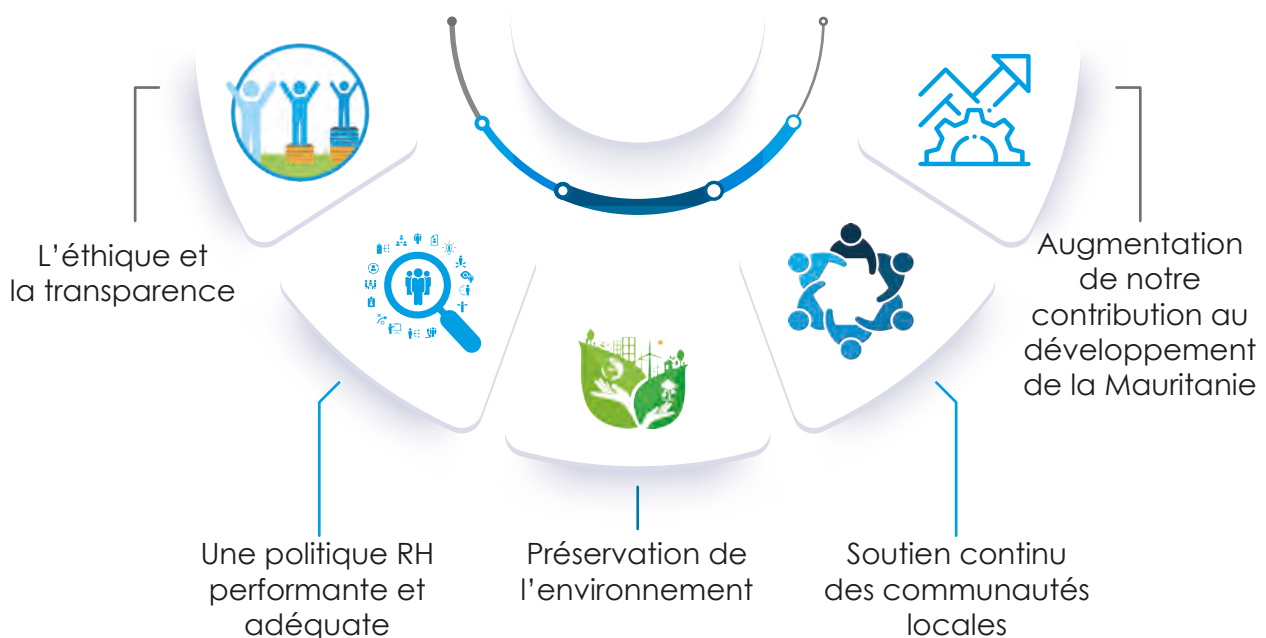 L’éthique et
la transparence
Une politique RH
performante et
adéquate
Préservation de
l’environnement
Soutien continu
des communautés
locales
Augmentation
de notre
contribution au
développement
de la Mauritanie